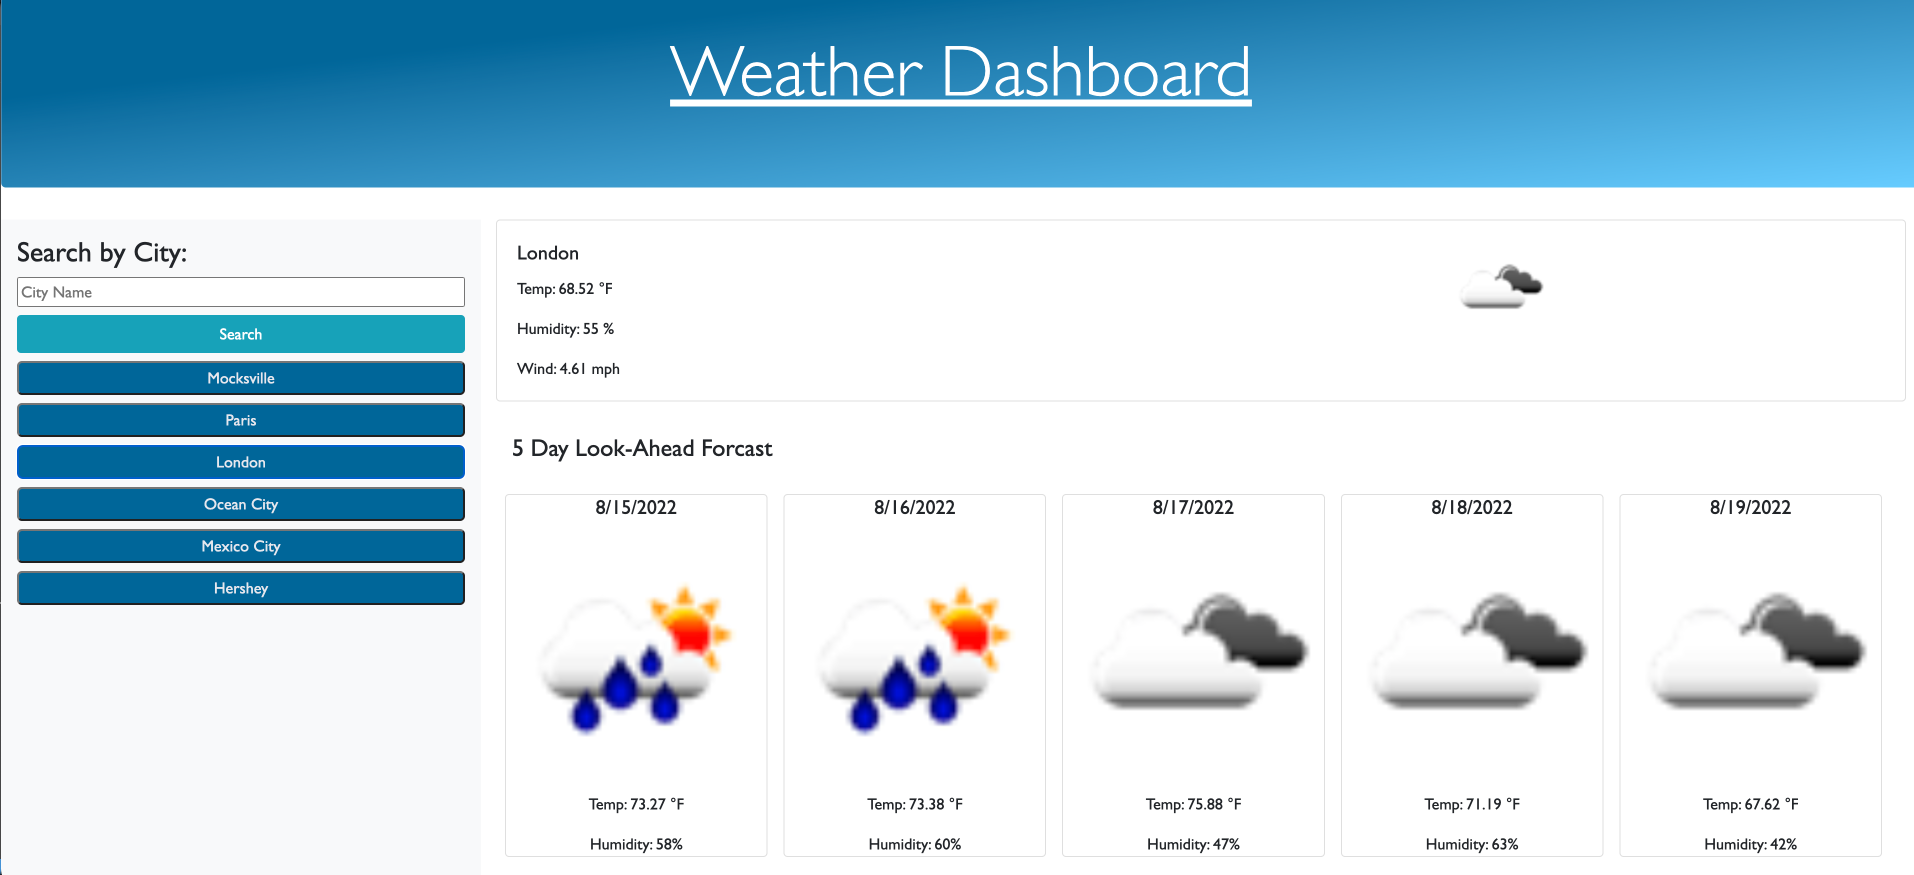 Weather Dashboard
Search by City:
City Name
Search
Mocksville
Paris
London
Ocean City
Mexico City
Hershey
London
Temp: 68.52 °F
Humidity: 55 %
Wind: 4.61 mph
5 Day Look-Ahead Forcast
8/15/2022
Temp: 73.27 °F
Humidity: 58%
8/16/2022
Temp: 73.38 °F
Humidity: 60%
8/17/2022
Temp: 75.88 °F
Humidity: 47%
8/18/2022
Temp: 71.19 °F
Humidity: 63%
8/19/2022
Temp: 67.62 °F
Humidity: 42%